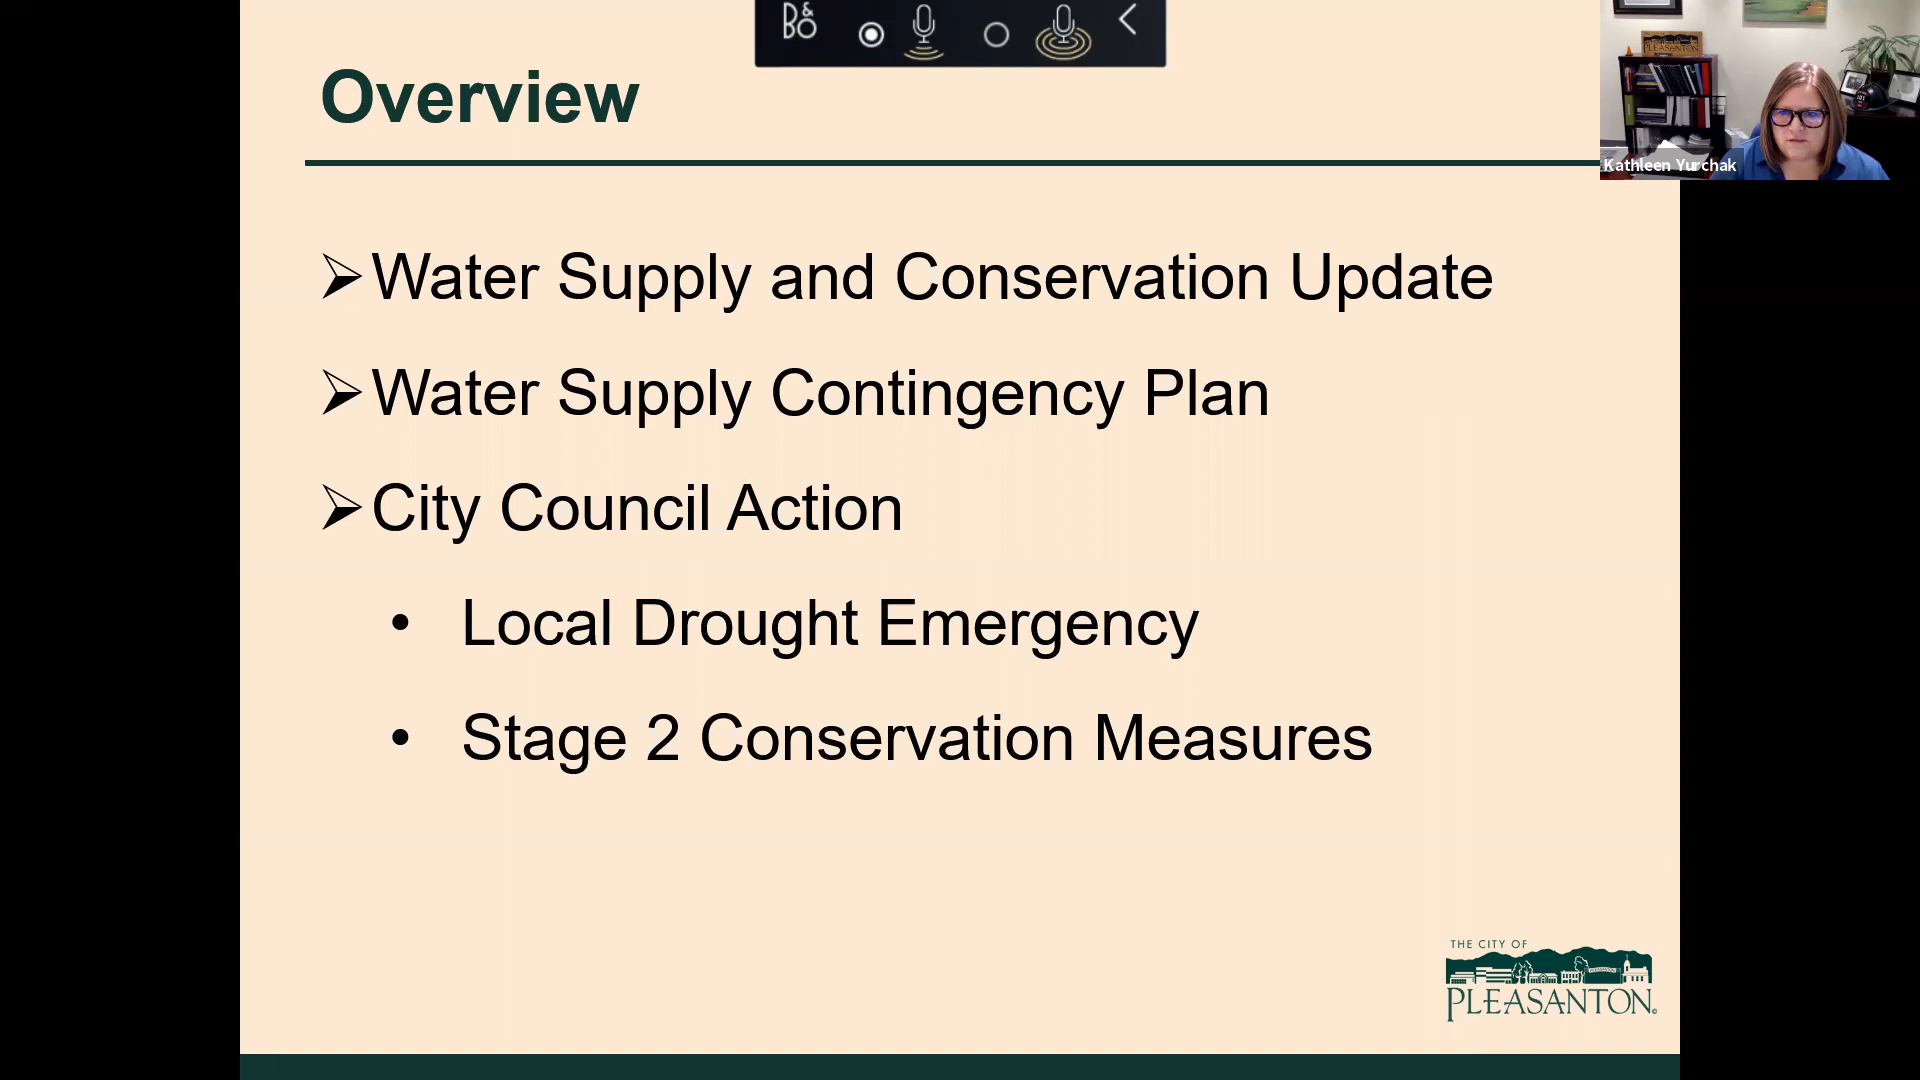 B&O
Overview
PLEASANTON
Kathleen Yurchak
➢Water Supply and Conservation Update
➢Water Supply Contingency Plan
➢City Council Action
• Local Drought Emergency
• Stage 2 Conservation Measures
THE CITY OF
PLEASANTON